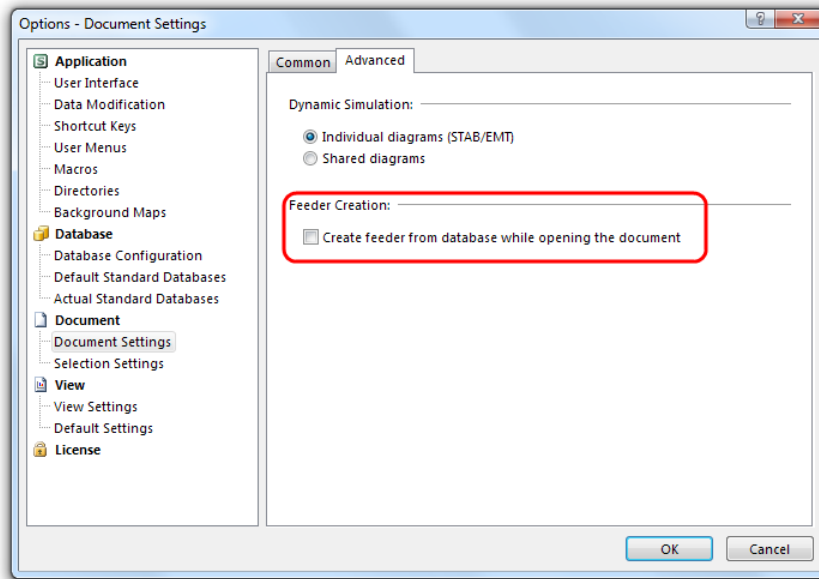 Options - Document Settings
Application
User Interface
Data Modification
Shortcut Keys
User Menus
Macros
Directories
Background Maps
Database
Database Configuration
Default Standard Databases
Actual Standard Databases
Document
Document Settings
Selection Settings
View
View Settings
Default Settings
License
Common
Advanced
Dynamic Simulation:
Individual diagrams (STAB/EMT)
Shared diagrams
Feeder Creation:
Create feeder from database while opening the document
OK
Cancel